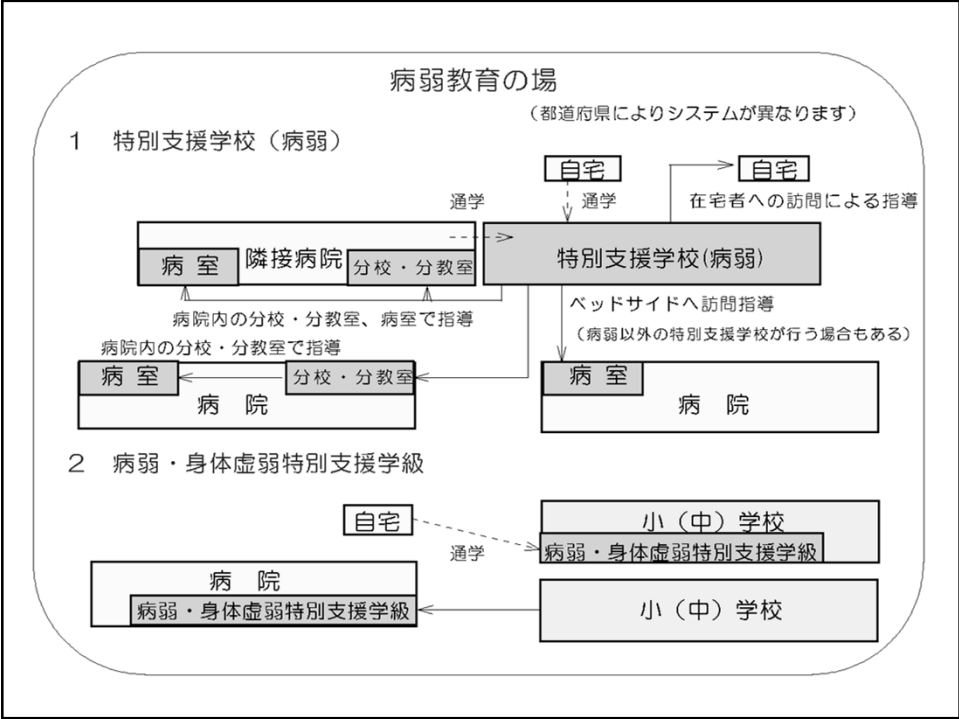 病弱教育の場
(都道府県によりシステムが異なります)
1 特別支援学校(病弱)
自宅
自宅
通学
通学
在宅者への訪問による指導
隣接病院
病室
分校・分教室
特別支援学校(病弱)
ベッドサイドへ訪問指導
病院内の分校・分教室、病室で指導
(病弱以外の特別支援学校が行う場合もある)
病院内の分校・分教室で指導
病室
分校・分教室
病院
病室
病院
2 病弱・身体虚弱特別支援学級
自宅
通学
小(中)学校
病弱・身体虚弱特別支援学級
病院
病弱・身体虚弱特別支援学級
小(中)学校